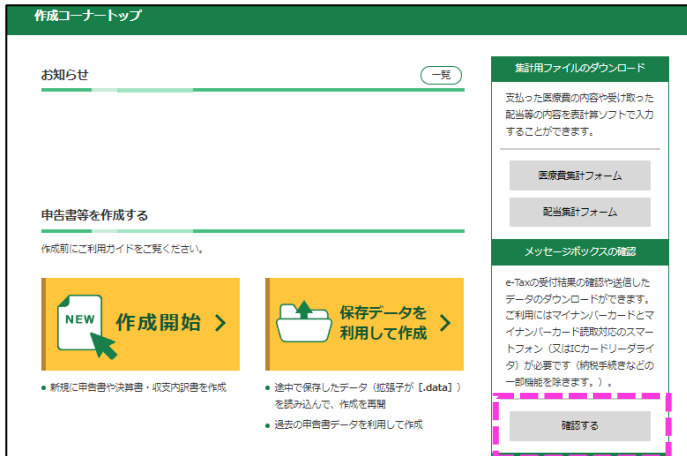 作成コーナートップ
お知らせ
一覧
申告書等を作成する
作成前にご利用ガイドをご覧ください。
NEW
作成開始
新規に申告書や決算書・収支内訳書を作成
保存データを
利用して作成
途中で保存したデータ（拡張子が［.data］）
を読み込んで、作成を再開
過去の申告書データを利用して作成
集計用ファイルのダウンロード
支払った医療費の内容や受け取った
配当等の内容を表計算ソフトで入力
することができます。
医療費集計フォーム
配当集計フォーム
メッセージボックスの確認
e-Taxの受付結果の確認や送信した
データのダウンロードができます。
ご利用にはマイナンバーカードとマ
イナンバーカード読取対応のスマー
トフォン（又はICカードリーダライ
タ）が必要です（納税手続きなどの
一部機能を除きます。）。
確認する